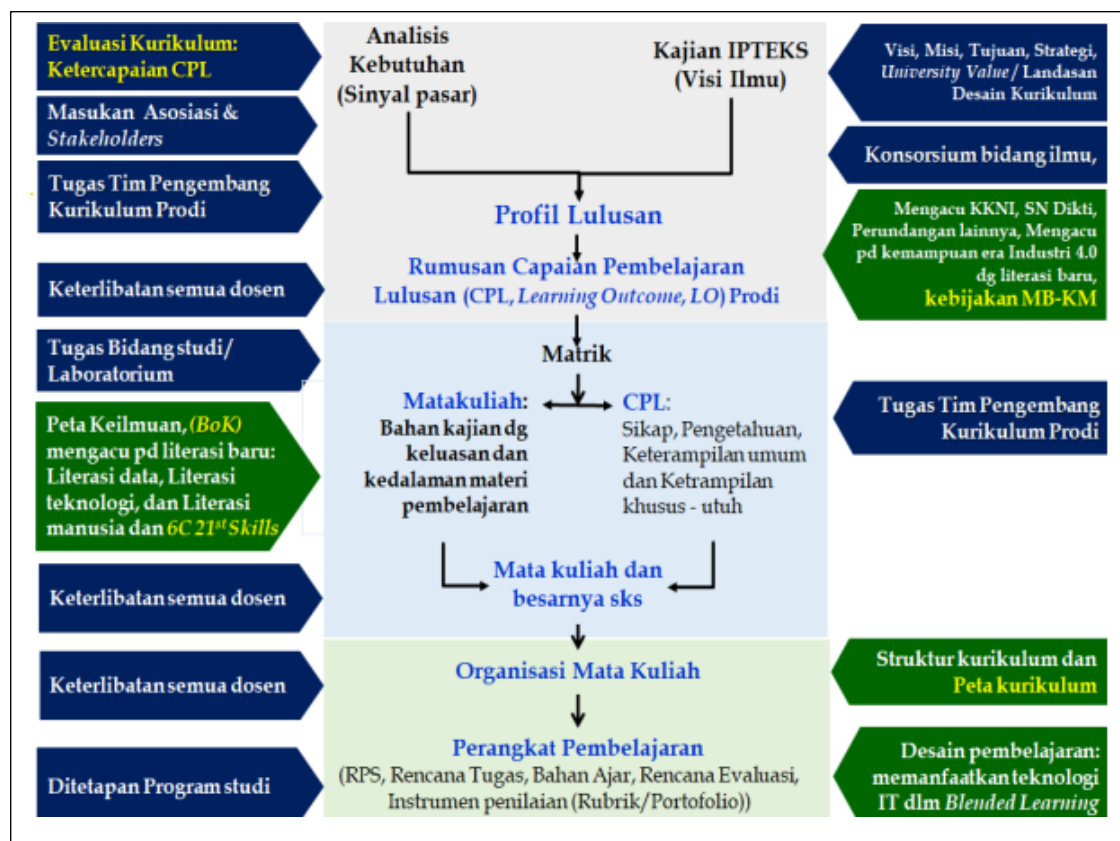 Evaluasi Kurikulum:
Ketercapaian CPL
Masukan Asosiasi &
Stakeholders
Tugas Tim Pengembang
Kurikulum Prodi
Keterlibatan semua dosen
Tugas Bidang studi/
Laboratorium
Peta Keilmuan, (BoK)
mengacu pd literasi baru:
Literasi data, Literasi
teknologi, dan Literasi
manusia dan 6C 21st Skills
Keterlibatan semua dosen
Keterlibatan semua dosen
Ditetapan Program studi
Analisis
Kebutuhan
(Sinyal pasar)
Kajian IPTEKS
(Visi Ilmu)
Profil Lulusan
Rumusan Capaian Pembelajaran
Lulusan (CPL, Learning Outcome, LO) Prodi
Matrik
Matakuliah:
Bahan kajian dg
keluasan dan
kedalaman materi
pembelajaran
CPL:
Sikap, Pengetahuan,
Keterampilan umum
dan Ketrampilan
khusus - utuh
Mata kuliah dan
besarnya sks
Organisasi Mata Kuliah
Perangkat Pembelajaran
(RPS, Rencana Tugas, Bahan Ajar, Rencana Evaluasi,
Instrumen penilaian (Rubrik/Portofolio))
Visi, Misi, Tujuan, Strategi,
University Value / Landasan
Desain Kurikulum
Konsorsium bidang ilmu,
Mengacu KKNI, SN Dikti,
Perundangan lainnya, Mengacu
pd kemampuan era Industri 4.0
dg literasi baru,
kebijakan MB-KM
Tugas Tim Pengembang
Kurikulum Prodi
Struktur kurikulum dan
Peta kurikulum
Desain pembelajaran:
memanfaatkan teknologi
IT dlm Blended Learning